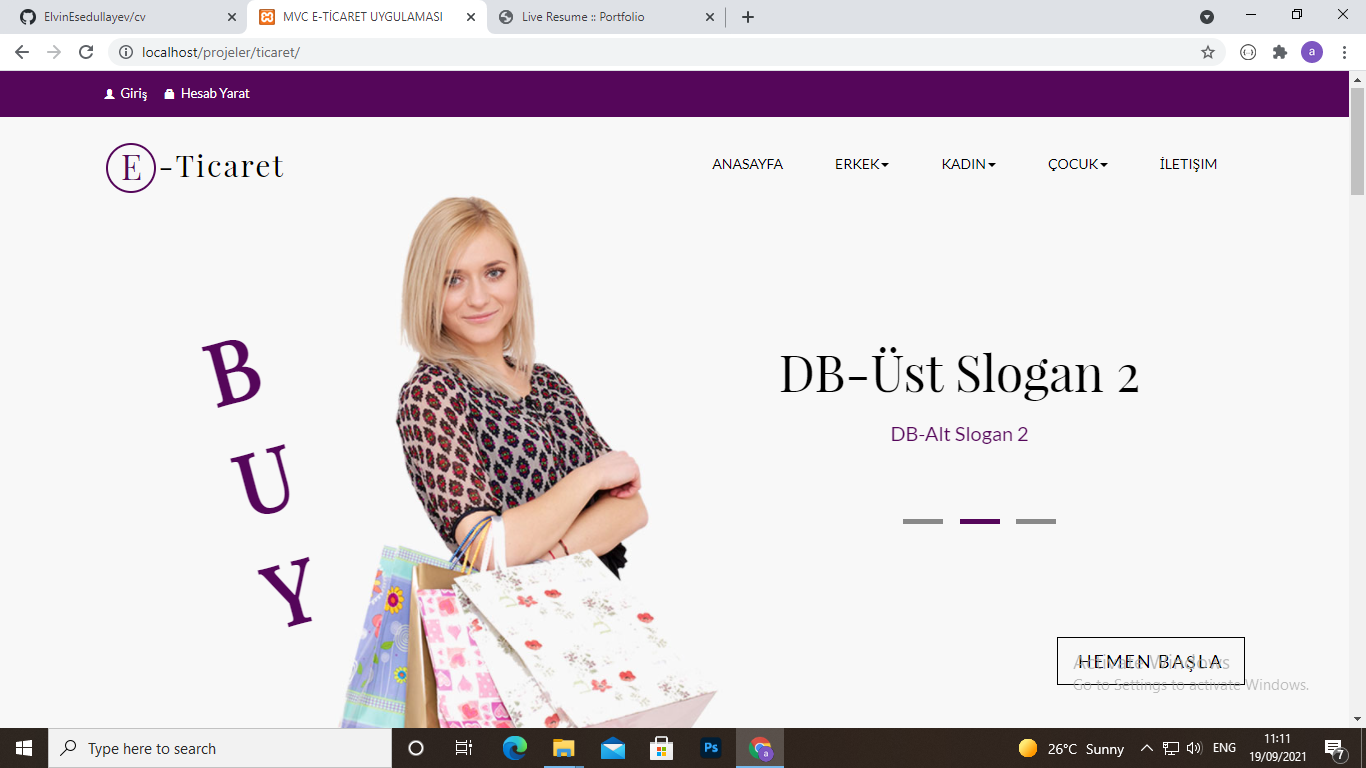 ElvinEsedullayev/cv
MVC E-TİCARET UYGULAMASI
Live Resume :: Portfolio
localhost/projeler/ticaret/
a
Giriş
Hesab Yarat
E-Ticaret
ANASAYFA
ERKEK
KADIN
ÇOCUK
İLETIŞIM
B
U
Y
DB-Üst Slogan 2
DB-Alt Slogan 2
HEMEN BAŞLA
Activate Windows
Go to Settings to activate Windows.
Type here to search
Ps
a
26°C Sunny
ENG
11:11
19/09/2021
7